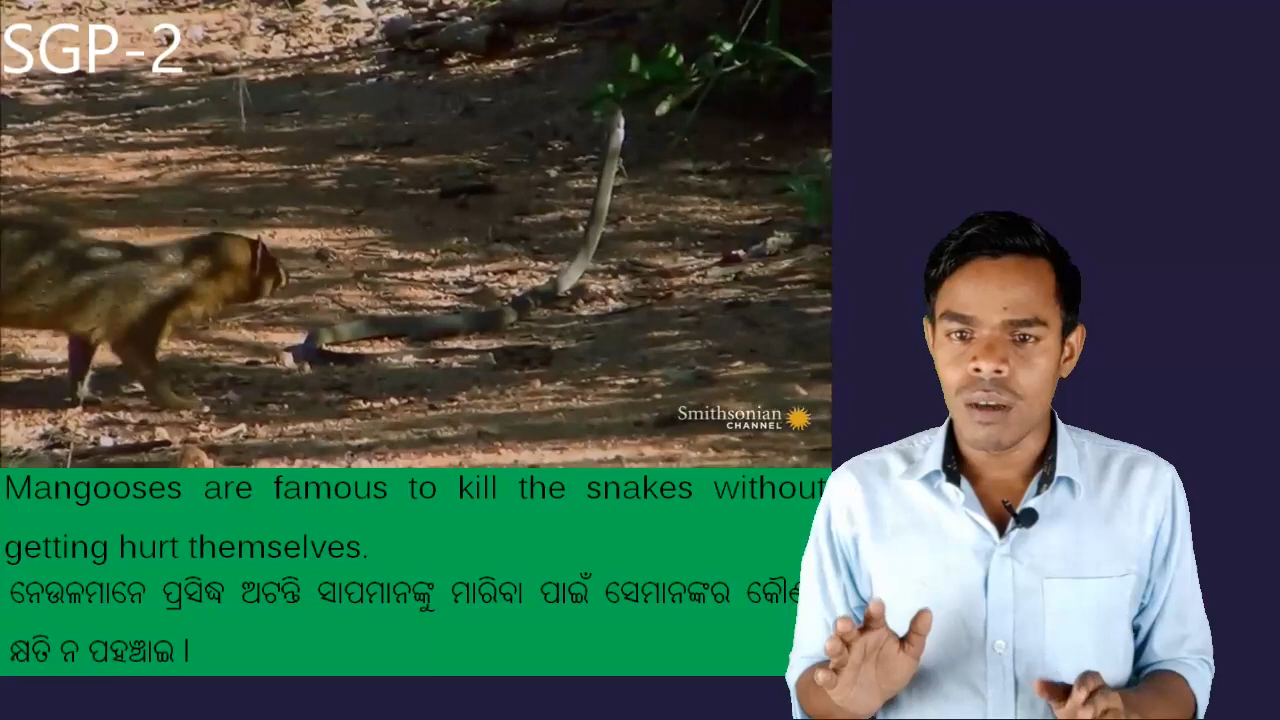 SGP-2
Smithsonian
CHANNEL
Mangooses are famous to kill the snakes without
getting hurt themselves.
ନେଉଳମାନେ ପ୍ରସିଦ୍ଧ ଅଟନ୍ତି ସାପମାନଙ୍କୁ ମାରିବା ପାଇଁ ସେମାନଙ୍କର
କ୍ଷତି ନ ପହଞ୍ଚାଇ ।